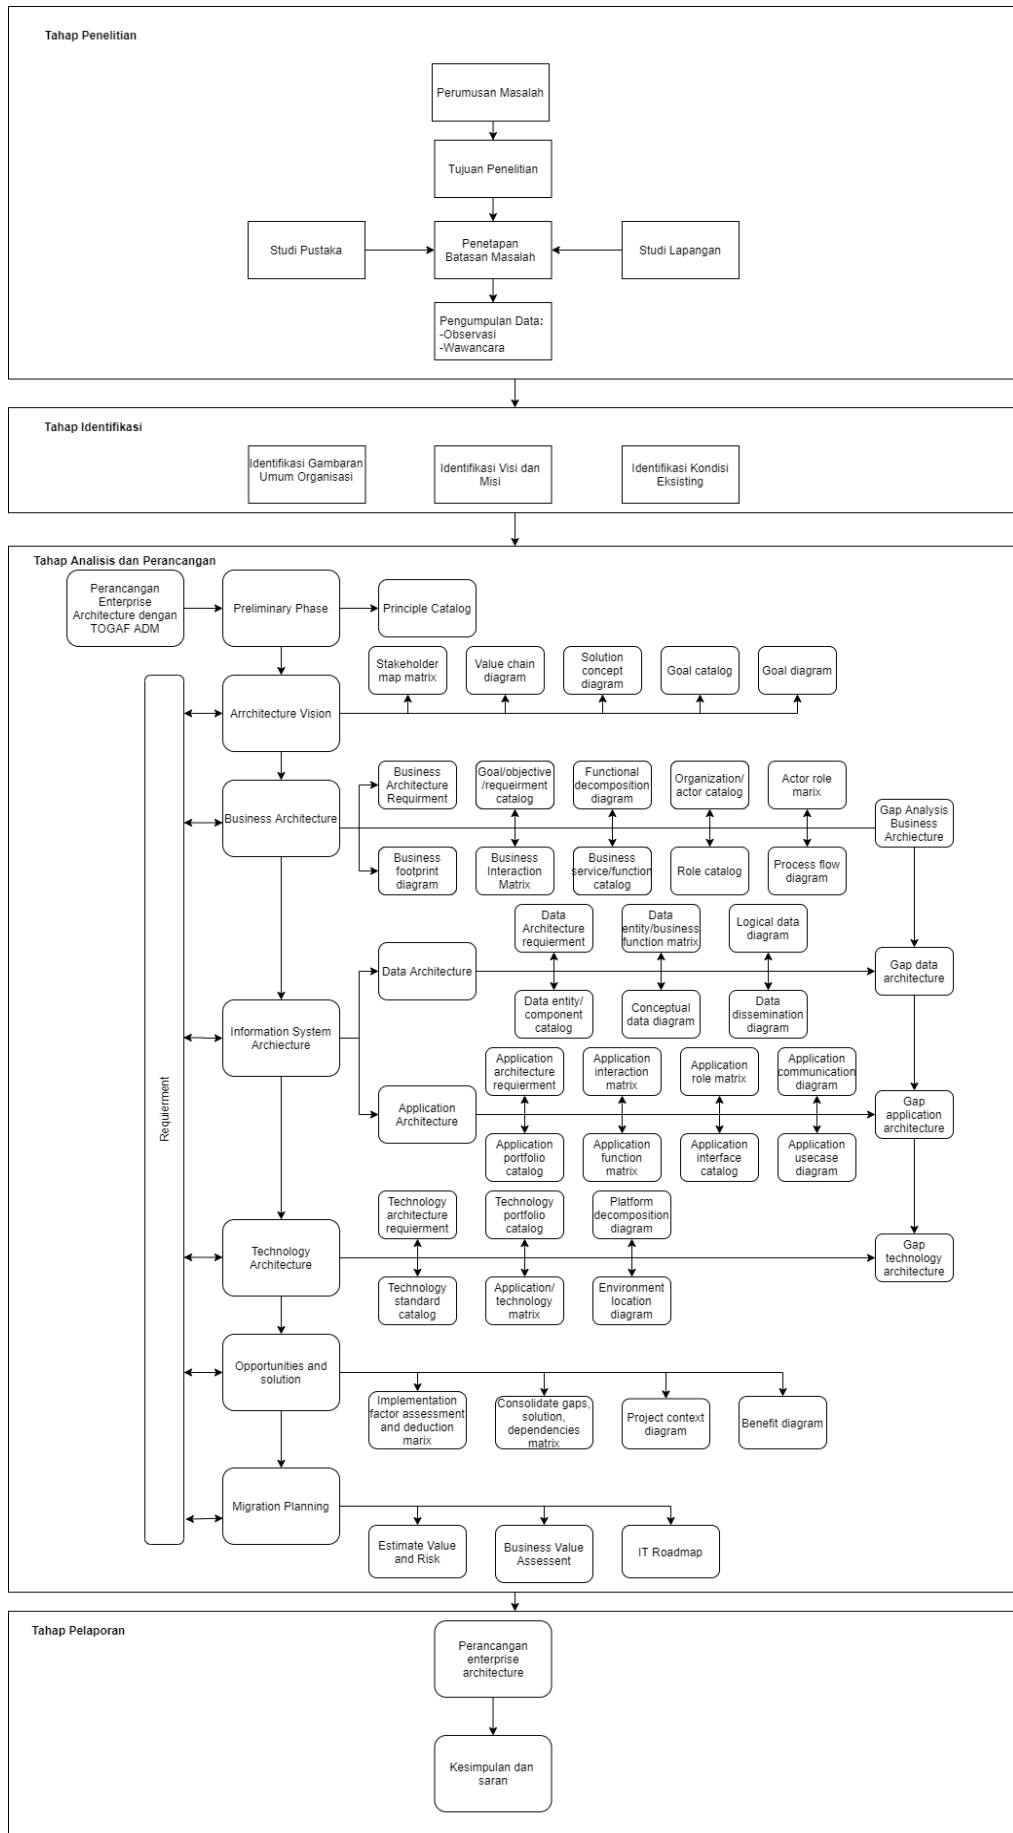 Tahap Penelitian
Perumusan Masalah
Tujuan Penelitian
Studi Pustaka
Penetapan
Batasan Masalah
Studi Lapangan
Pengumpulan Data:
-Observasi
-Wawancara
Tahap Identifikasi
Identifikasi Gambaran
Umum Organisasi
Identifikasi Visi dan
Misi
Identifikasi Kondisi
Eksisting
Tahap Analisis dan Perancangan
Perancangan
Enterprise
Architecture dengan
TOGAF ADM
Preliminary Phase
Principle Catalog
Stakeholder
map matrix
Value chain
diagram
Solution
concept
diagram
Goal catalog
Goal diagram
Arrchitecture Vision
Business
Architecture
Requirment
Goal/objective
/requeirment
catalog
Functional
decomposition
diagram
Organization/
actor catalog
Actor role
marix
Business Architecture
Gap Analysis
Business
Archiecture
Business
footprint
diagram
Business
Interaction
Matrix
Business
service/function
catalog
Role catalog
Process flow
diagram
Data
Architecture
requierment
Data
entity/business
function matrix
Logical data
diagram
Data Architecture
Gap data
architecture
Data entity/
component
catalog
Conceptual
data diagram
Data
dissemination
diagram
Information System
Archiecture
Requierment
Application
architecture
requierment
Application
interaction
matrix
Application
role matrix
Application
communication
diagram
Application
Architecture
Gap
application
architecture
Application
portfolio
catalog
Application
function matrix
Application
interface
catalog
Application
usecase
diagram
Technology
architecture
requierment
Technology
portfolio
catalog
Platform
decomposition
diagram
Technology
Architecture
Gap
technology
architecture
Technology
standard
catalog
Application/
technology
matrix
Environment
location
diagram
Opportunities and
solution
Implementation
factor assessment
and deduction
marix
Consolidate gaps,
solution,
dependencies
matrix
Project context
diagram
Benefit diagram
Migration Planning
Estimate Value
and Risk
Business Value
Assessent
IT Roadmap
Tahap Pelaporan
Perancangan
enterprise
architecture
Kesimpulan dan
saran